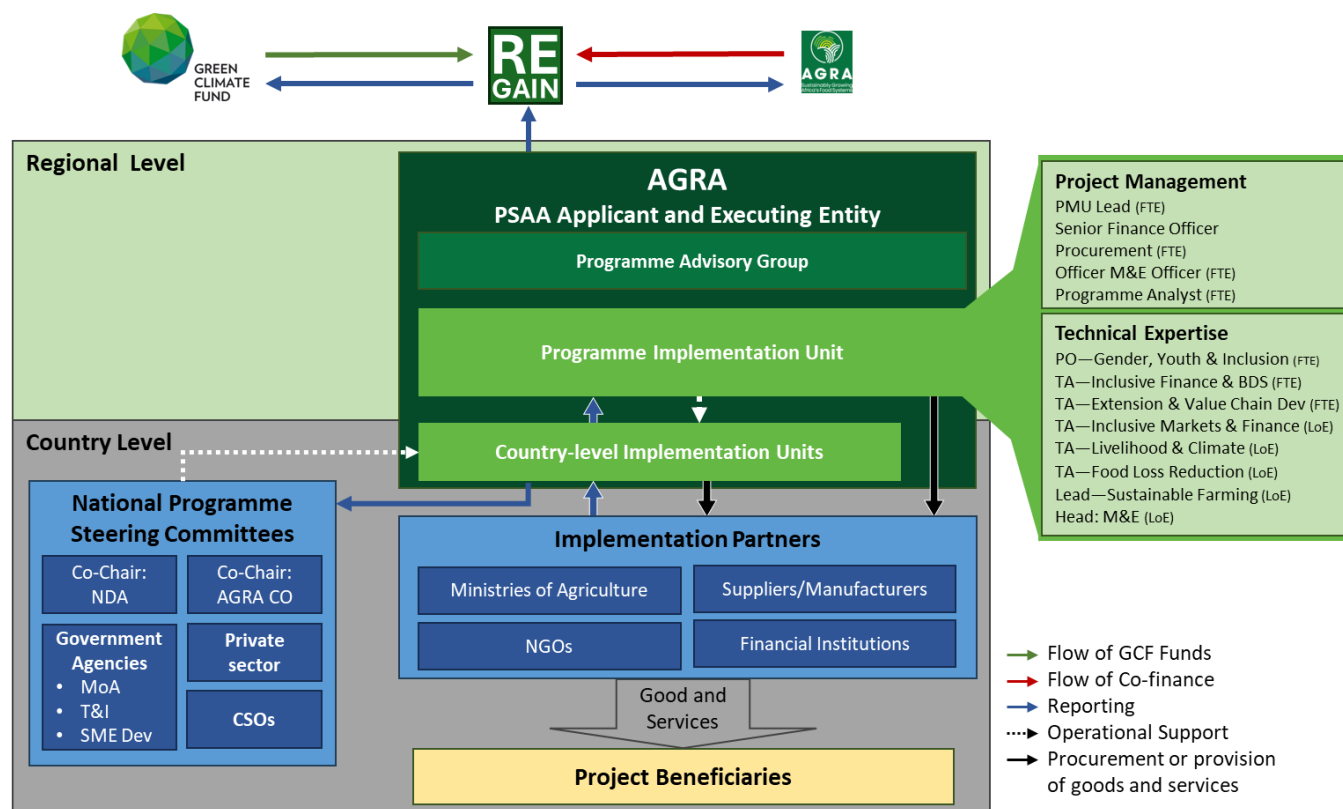 GREEN
CLIMATE
FUND
RE
GAIN
AGRA
Sustainably Growing
Africa's Food Systems
Regional Level
AGRA
PSAA Applicant and Executing Entity
Programme Advisory Group
Programme Implementation Unit
Project Management
PMU Lead (FTE)
Senior Finance Officer
Procurement (FTE)
Officer M&E Officer (FTE)
Programme Analyst (FTE)
Technical Expertise
PO—Gender, Youth & Inclusion (FTE)
TA—Inclusive Finance & BDS (FTE)
TA—Extension & Value Chain Dev (FTE)
TA—Inclusive Markets & Finance (LoE)
TA—Livelihood & Climate (LoE)
TA—Food Loss Reduction (LoE)
Lead—Sustainable Farming (LoE)
Head: M&E (LoE)
Country Level
Country-level Implementation Units
National Programme
Steering Committees
Co-Chair:
NDA
Co-Chair:
AGRA CO
Government
Agencies
• MoA
• T&I
• SME Dev
Private
sector
CSOs
Implementation Partners
Ministries of Agriculture
Suppliers/Manufacturers
NGOs
Financial Institutions
Good and
Services
Project Beneficiaries
Flow of GCF Funds
Flow of Co-finance
Reporting
Operational Support
Procurement or provision
of goods and services